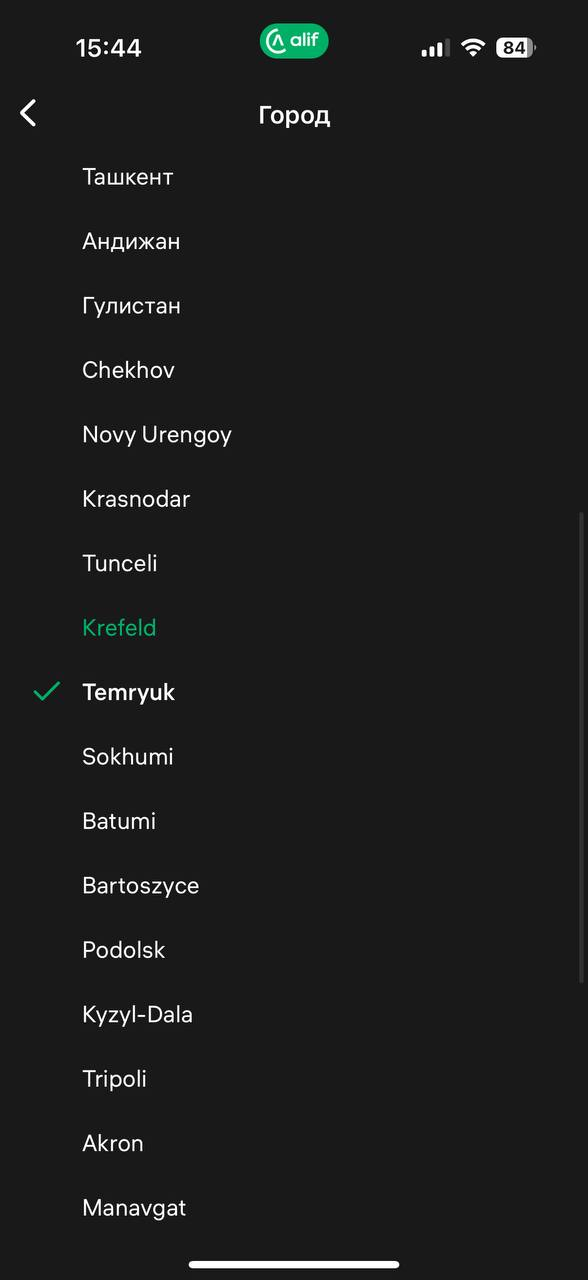 15:44
alif
84
Город
Ташкент
Андижан
Гулистан
Chekhov
Novy Urengoy
Krasnodar
Tunceli
Krefeld
Temryuk
Sokhumi
Batumi
Bartoszyce
Podolsk
Kyzyl-Dala
Tripoli
Akron
Manavgat